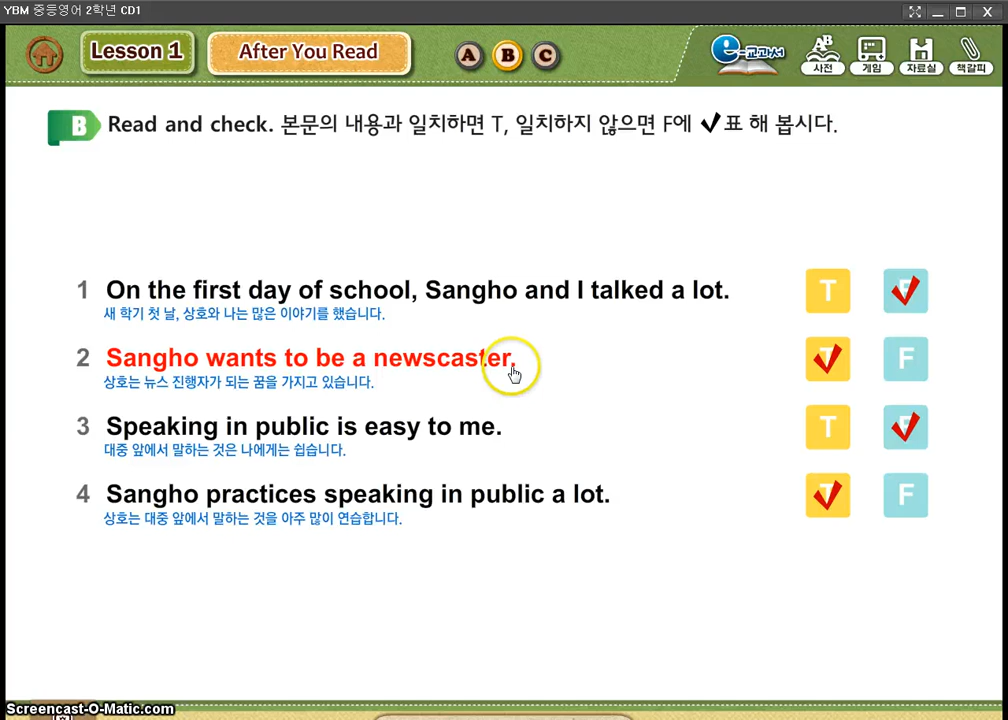 YBM 중등영어 2학년 CD1
Lesson 1
After You Read
A B C
e-교과서
사전 게임 자료실 책갈피
B Read and check. 본문의 내용과 일치하면 T, 일치하지 않으면 F에 ✓표 해 봅시다.
1 On the first day of school, Sangho and I talked a lot. T F
새 학기 첫 날, 상호와 나는 많은 이야기를 했습니다.
2 Sangho wants to be a newscaster. T F
상호는 뉴스 진행자가 되는 꿈을 가지고 있습니다.
3 Speaking in public is easy to me. T F
대중 앞에서 말하는 것은 나에게는 쉽습니다.
4 Sangho practices speaking in public a lot. T F
상호는 대중 앞에서 말하는 것을 아주 많이 연습합니다.
Screencast-O-Matic.com